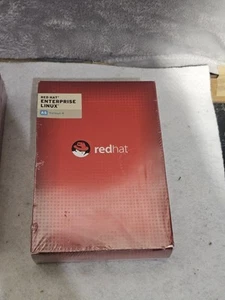 RED HAT
ENTERPRISE
LINUX
redhat